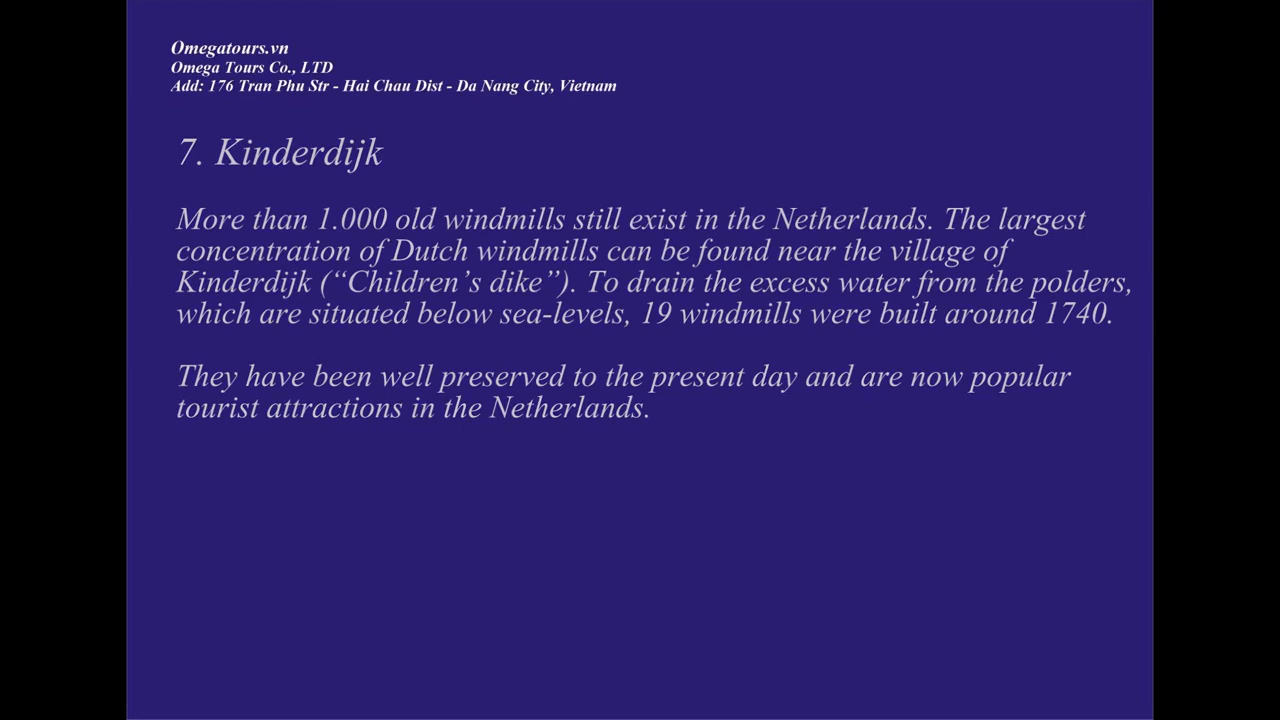 Omegatours.vn
Omega Tours Co., LTD
Add: 176 Tran Phu Str - Hai Chau Dist - Da Nang City, Vietnam
7. Kinderdijk
More than 1.000 old windmills still exist in the Netherlands. The largest
concentration of Dutch windmills can be found near the village of
Kinderdijk (“Children’s dike”). To drain the excess water from the polders,
which are situated below sea-levels, 19 windmills were built around 1740.
They have been well preserved to the present day and are now popular
tourist attractions in the Netherlands.